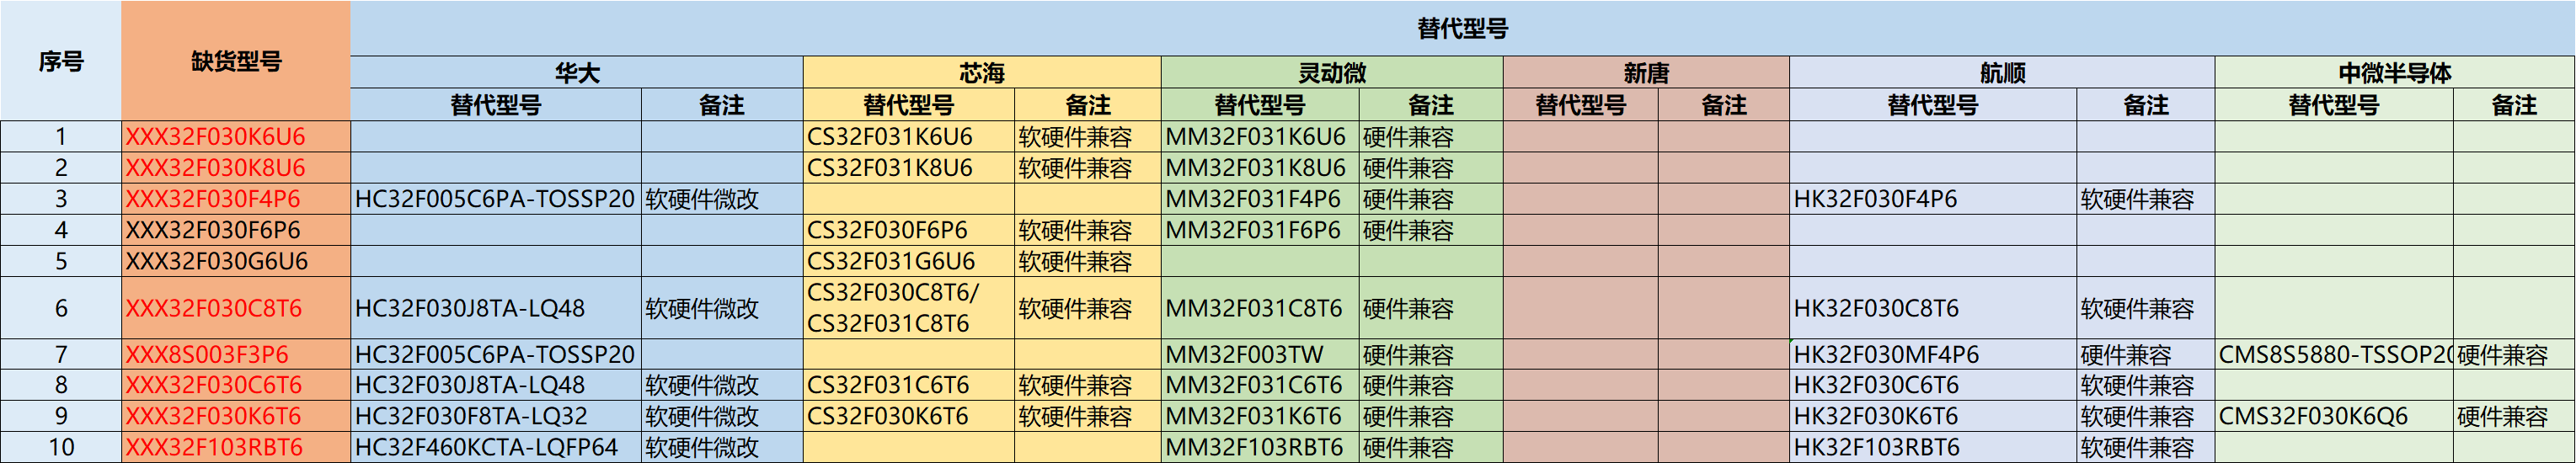 替代型号
序号 缺货型号
华大 芯海 灵动微 新唐 航顺 中微半导体
替代型号 备注 替代型号 备注 替代型号 备注 替代型号 备注 替代型号 备注 替代型号 备注
1 XXX32F030K6U6 CS32F031K6U6 软硬件兼容 MM32F031K6U6 硬件兼容
2 XXX32F030K8U6 CS32F031K8U6 软硬件兼容 MM32F031K8U6 硬件兼容
3 XXX32F030F4P6 HC32F005C6PA-TOSSP20 软硬件微改 MM32F031F4P6 硬件兼容 HK32F030F4P6 软硬件兼容
4 XXX32F030F6P6 CS32F030F6P6 软硬件兼容 MM32F031F6P6 硬件兼容
5 XXX32F030G6U6 CS32F031G6U6 软硬件兼容
CS32F030C8T6/
6 XXX32F030C8T6 HC32F030J8TA-LQ48 软硬件微改 软硬件兼容 MM32F031C8T6 硬件兼容 HK32F030C8T6 软硬件兼容
CS32F031C8T6
7 XXX8S003F3P6 HC32F005C6PA-TOSSP20 MM32F003TW 硬件兼容 HK32F030MF4P6 硬件兼容 CMS8S5880-TSSOP20 硬件兼容
8 XXX32F030C6T6 HC32F030J8TA-LQ48 软硬件微改 CS32F031C6T6 软硬件兼容 MM32F031C6T6 硬件兼容 HK32F030C6T6 软硬件兼容
9 XXX32F030K6T6 HC32F030F8TA-LQ32 软硬件微改 CS32F030K6T6 软硬件兼容 MM32F031K6T6 硬件兼容 HK32F030K6T6 软硬件兼容 CMS32F030K6Q6 硬件兼容
10 XXX32F103RBT6 HC32F460KCTA-LQFP64 软硬件微改 MM32F103RBT6 硬件兼容 HK32F103RBT6 软硬件兼容